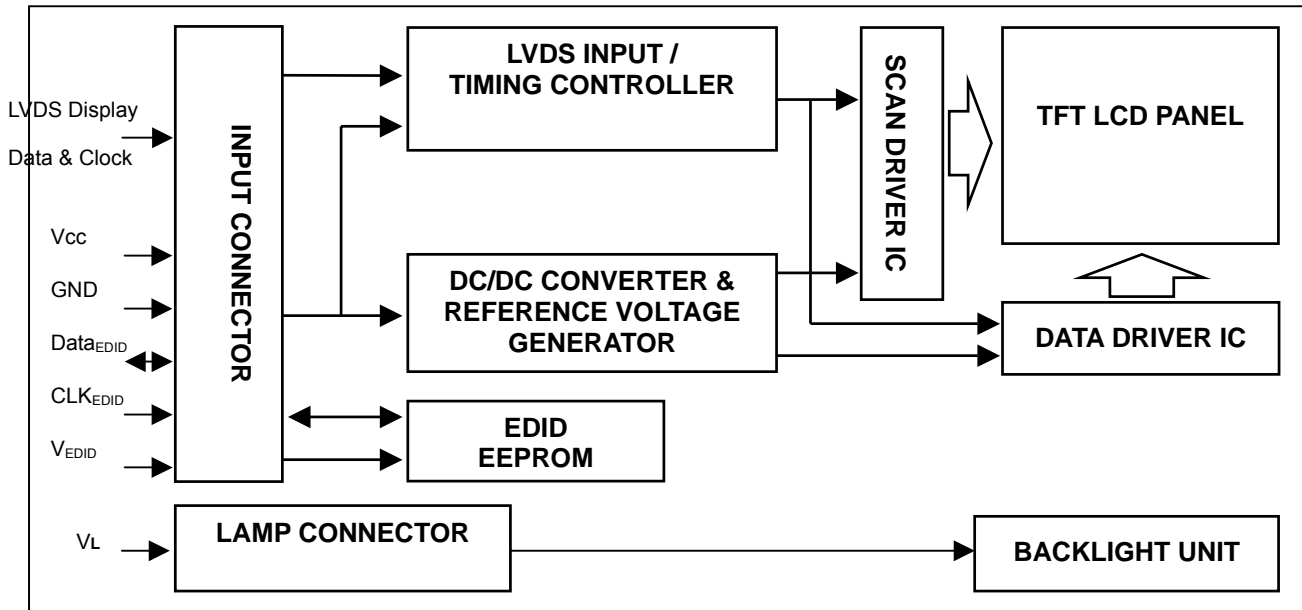 LVDS Display
Data & Clock
Vcc
GND
DataEDID
CLKEDID
VEDID
VL
INPUT CONNECTOR
LVDS INPUT /
TIMING CONTROLLER
DC/DC CONVERTER &
REFERENCE VOLTAGE
GENERATOR
EDID
EEPROM
LAMP CONNECTOR
SCAN DRIVER IC
TFT LCD PANEL
DATA DRIVER IC
BACKLIGHT UNIT